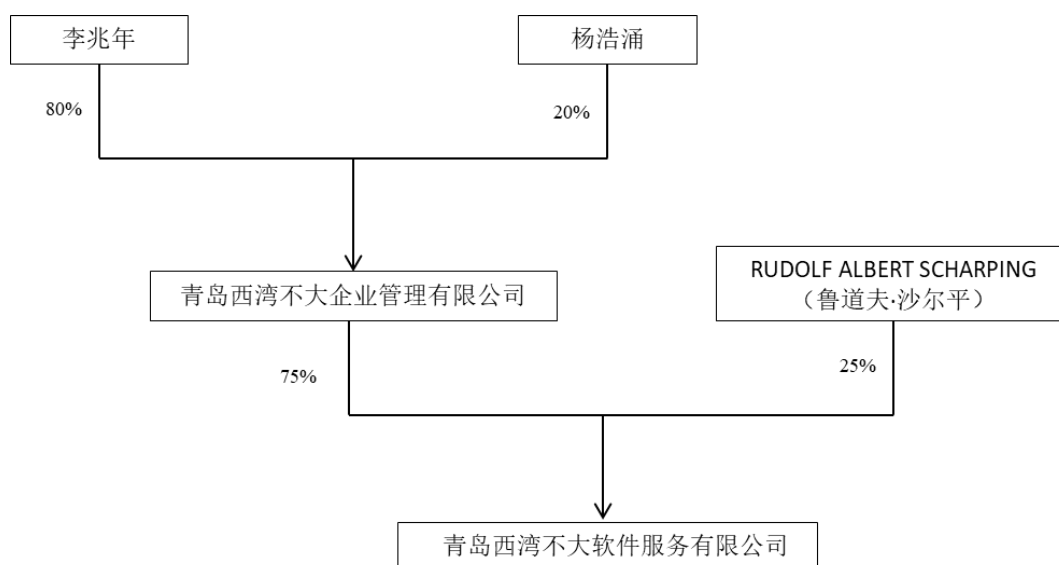 李兆年
杨浩涌
80%
20%
青岛西湾不大企业管理有限公司
RUDOLF ALBERT SCHARPING
（鲁道夫·沙尔平）
75%
25%
青岛西湾不大软件服务有限公司